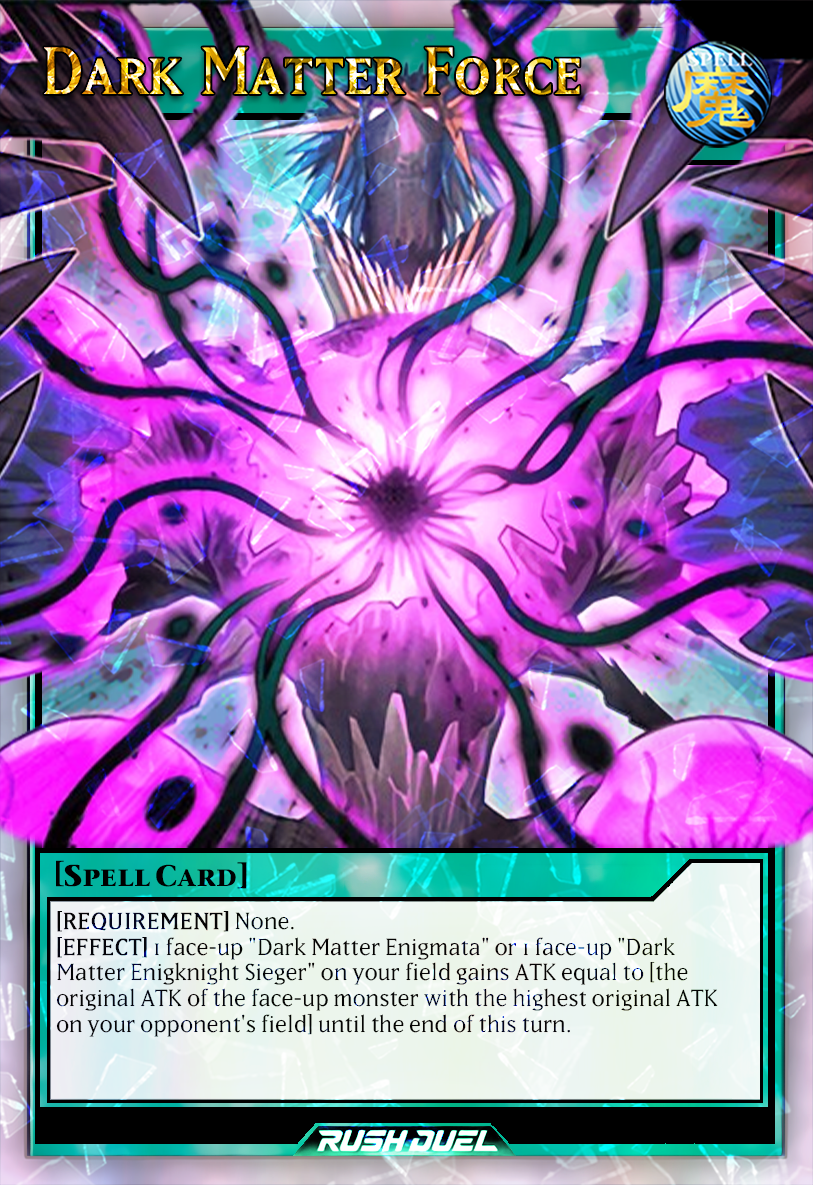 DARK MATTER FORCE
SPELL
魔
[SPELL CARD]
[REQUIREMENT] None.
[EFFECT] 1 face-up "Dark Matter Enigmata" or 1 face-up "Dark
Matter Enigknight Sieger" on your field gains ATK equal to [the
original ATK of the face-up monster with the highest original ATK
on your opponent's field] until the end of this turn.
RUSH DUEL